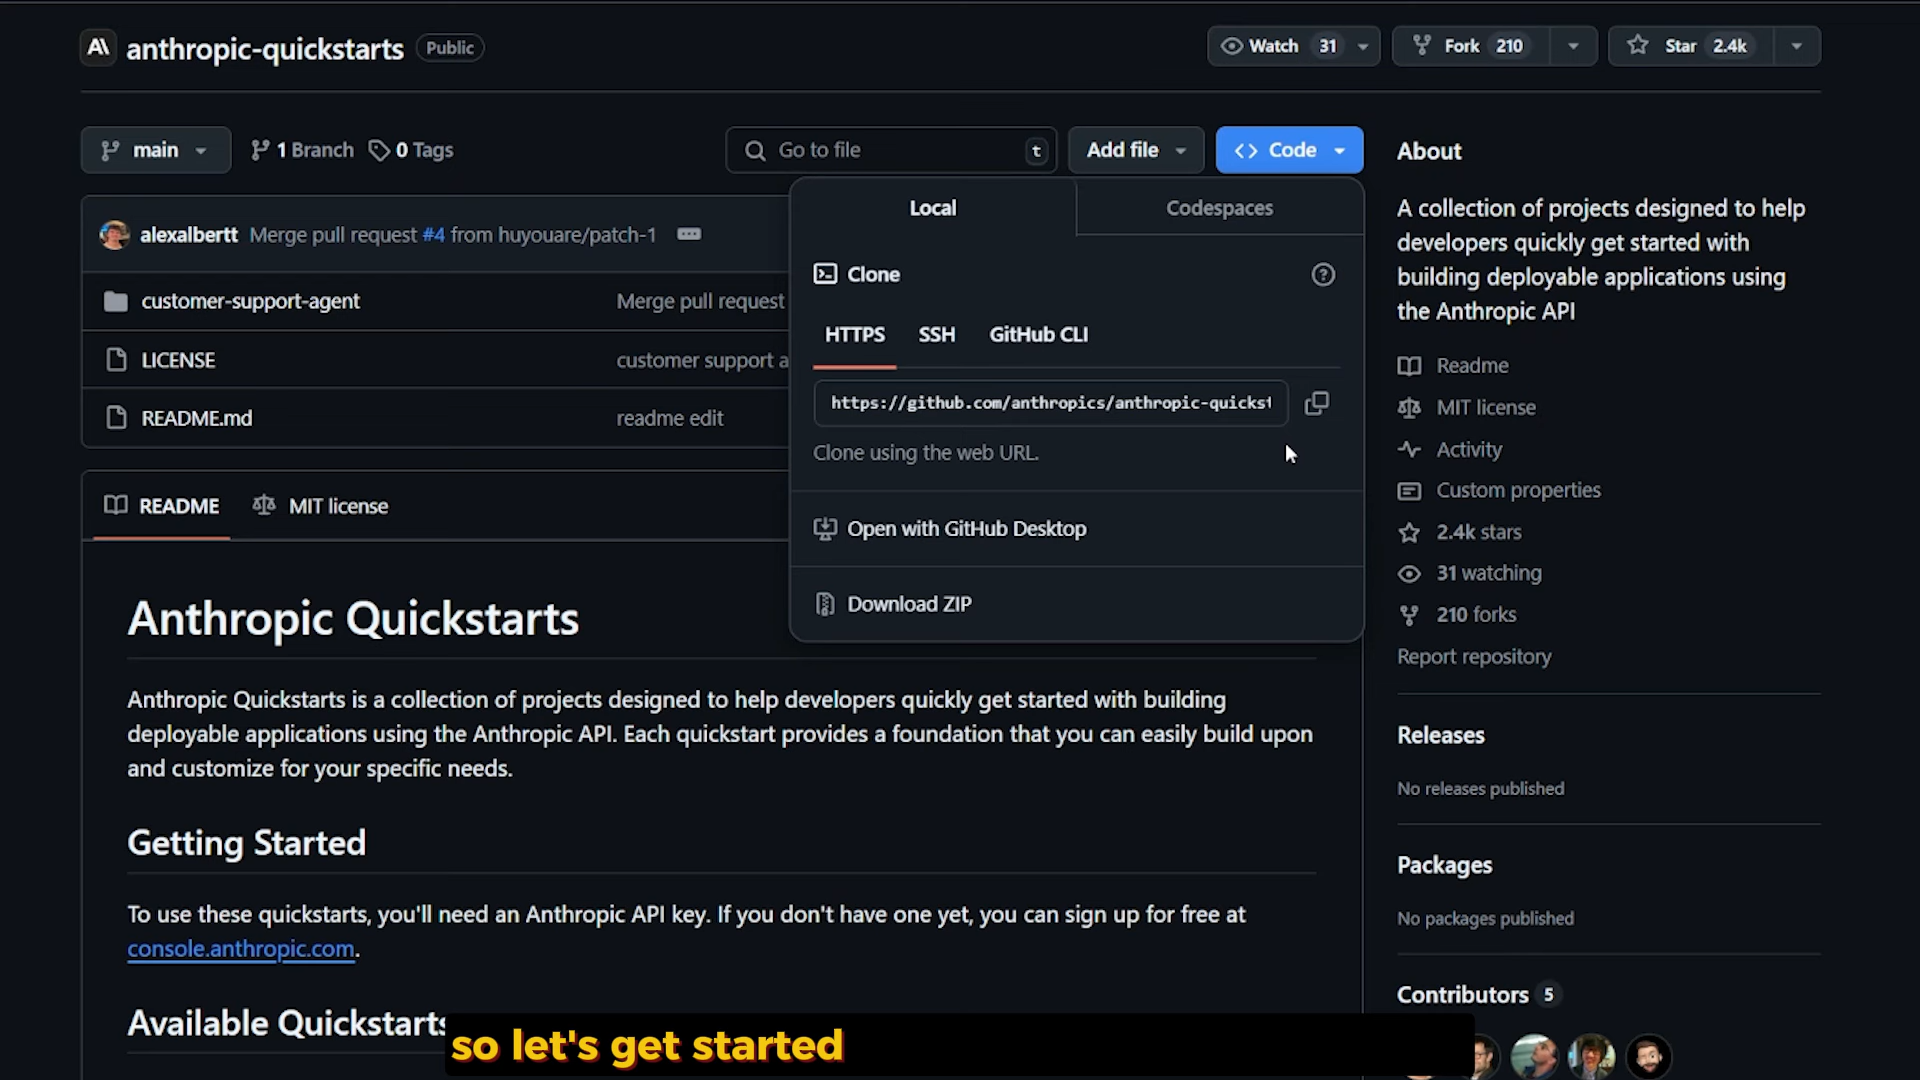 anthropic-quickstarts Public
Watch 31
Fork 210
Star 2.4k
main
1 Branch
0 Tags
Go to file t
Add file
Code
alexalbertt Merge pull request #4 from huyouare/patch-1
customer-support-agent Merge pull request
LICENSE customer support a
README.md readme edit
Local
Codespaces
Clone
HTTPS SSH GitHub CLI
https://github.com/anthropics/anthropic-quickst
Clone using the web URL.
Open with GitHub Desktop
Download ZIP
README MIT license
Anthropic Quickstarts
Anthropic Quickstarts is a collection of projects designed to help developers quickly get started with building
deployable applications using the Anthropic API. Each quickstart provides a foundation that you can easily build upon
and customize for your specific needs.
Getting Started
To use these quickstarts, you'll need an Anthropic API key. If you don't have one yet, you can sign up for free at
console.anthropic.com.
Available Quickstarts
About
A collection of projects designed to help
developers quickly get started with
building deployable applications using
the Anthropic API
Readme
MIT license
Activity
Custom properties
2.4k stars
31 watching
210 forks
Report repository
Releases
No releases published
Packages
No packages published
Contributors 5
so let's get started